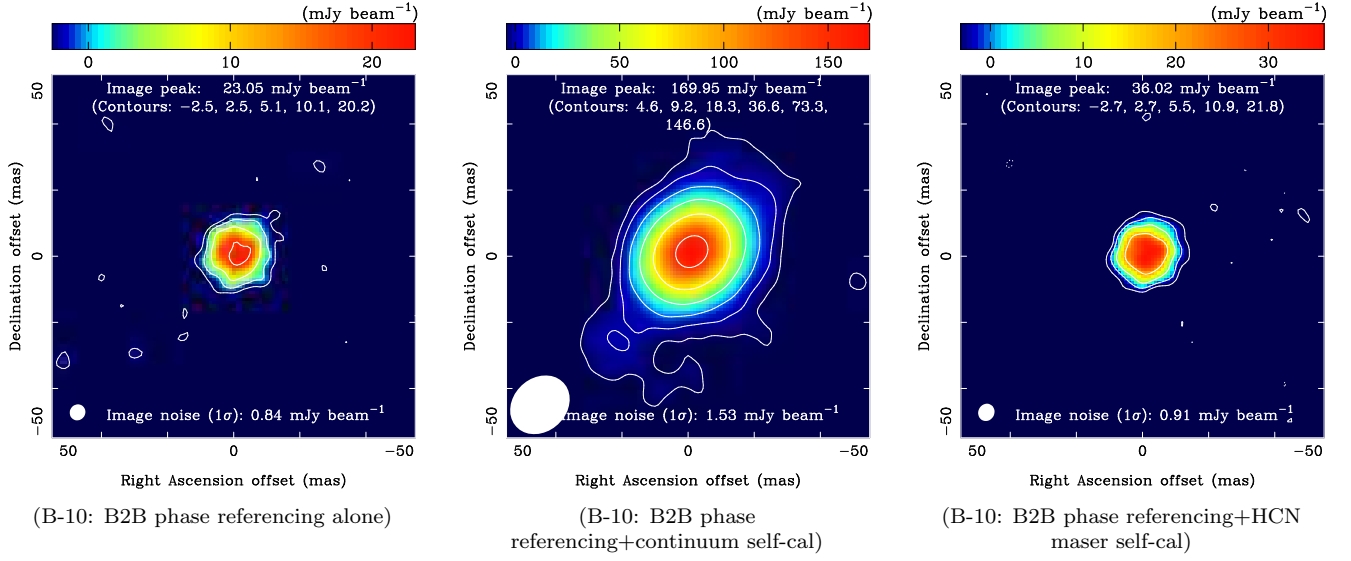 (mJy beam−1)
0 10 20
Image peak: 23.05 mJy beam−1
(Contours: −2.5, 2.5, 5.1, 10.1, 20.2)
50
0
−50
Declination offset (mas)
Image noise (1σ): 0.84 mJy beam−1
50 0 −50
Right Ascension offset (mas)
(B-10: B2B phase referencing alone)
(mJy beam−1)
0 50 100 150
Image peak: 169.95 mJy beam−1
(Contours: 4.6, 9.2, 18.3, 36.6, 73.3,
146.6)
50
0
−50
Declination offset (mas)
Image noise (1σ): 1.53 mJy beam−1
50 0 −50
Right Ascension offset (mas)
(B-10: B2B phase
referencing+continuum self-cal)
(mJy beam−1)
0 10 20 30
Image peak: 36.02 mJy beam−1
(Contours: −2.7, 2.7, 5.5, 10.9, 21.8)
50
0
−50
Declination offset (mas)
Image noise (1σ): 0.91 mJy beam−1
50 0 −50
Right Ascension offset (mas)
(B-10: B2B phase referencing+HCN
maser self-cal)